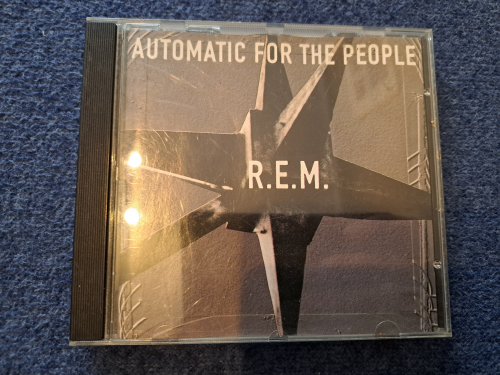 AUTOMATIC FOR THE PEOPLE
R.E.M.